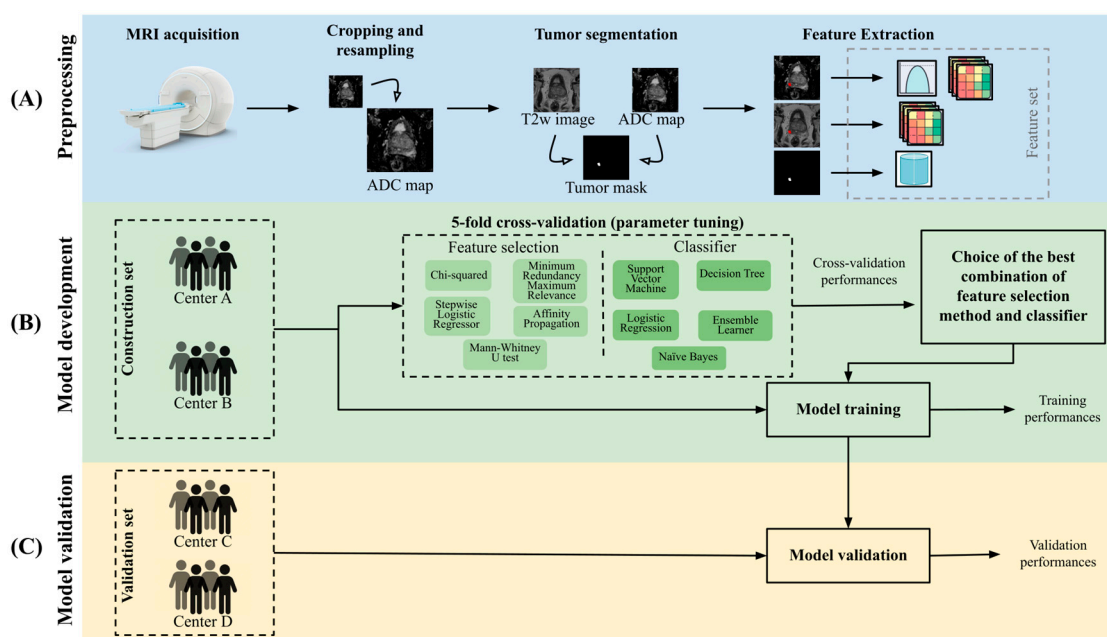 (A)
Preprocessing
MRI acquisition
Cropping and
resampling
ADC map
Tumor segmentation
T2w image
ADC map
Tumor mask
Feature Extraction
Feature set
(B)
Model development
Construction set
Center A
Center B
5-fold cross-validation (parameter tuning)
Feature selection
Chi-squared
Minimum
Redundancy
Maximum
Relevance
Stepwise
Logistic
Regressor
Affinity
Propagation
Mann-Whitney
U test
Classifier
Support
Vector
Machine
Decision Tree
Logistic
Regression
Ensemble
Learner
Naïve Bayes
Cross-validation
performances
Choice of the best
combination of
feature selection
method and classifier
Model training
Training
performances
(C)
Model validation
Validation set
Center C
Center D
Model validation
Validation
performances